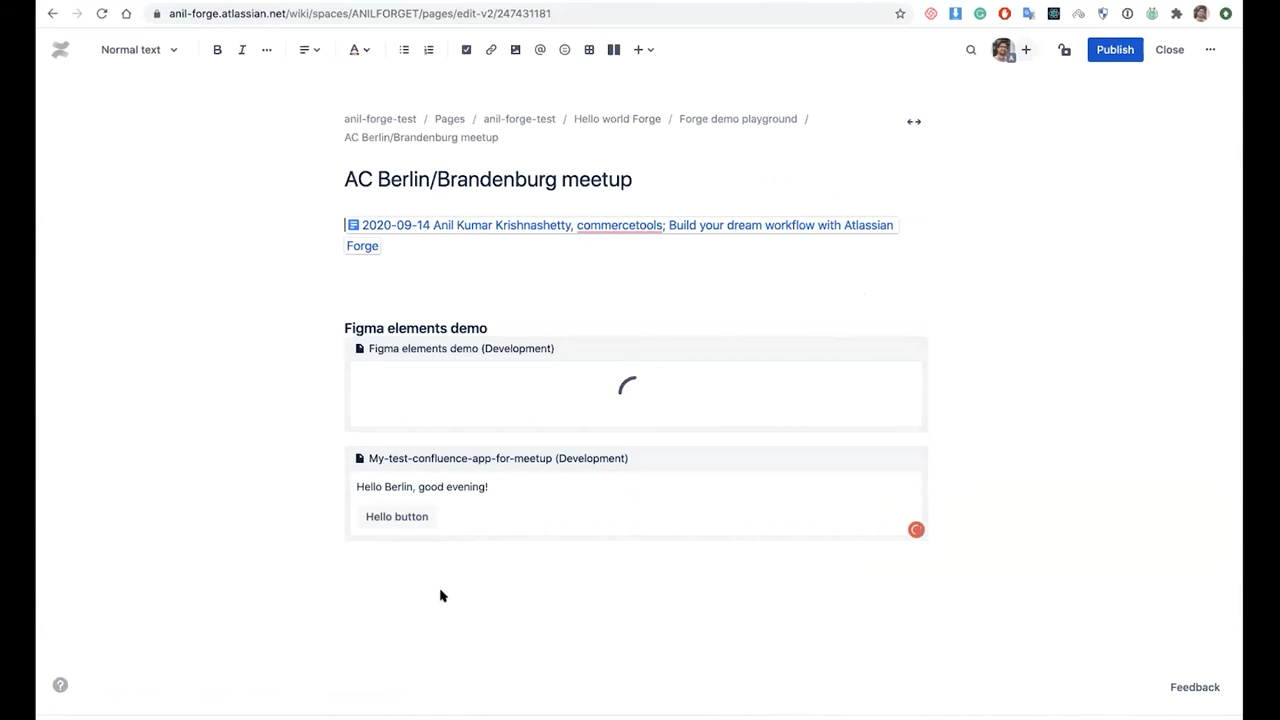 anil-forge.atlassian.net/wiki/spaces/ANILFORGET/pages/edit-v2/247431181
Normal text
B I A @
Publish
Close
anil-forge-test / Pages / anil-forge-test / Hello world Forge / Forge demo playground /
AC Berlin/Brandenburg meetup
AC Berlin/Brandenburg meetup
2020-09-14 Anil Kumar Krishnashetty, commercetools; Build your dream workflow with Atlassian
Forge
Figma elements demo
Figma elements demo (Development)
My-test-confluence-app-for-meetup (Development)
Hello Berlin, good evening!
Hello button
Feedback